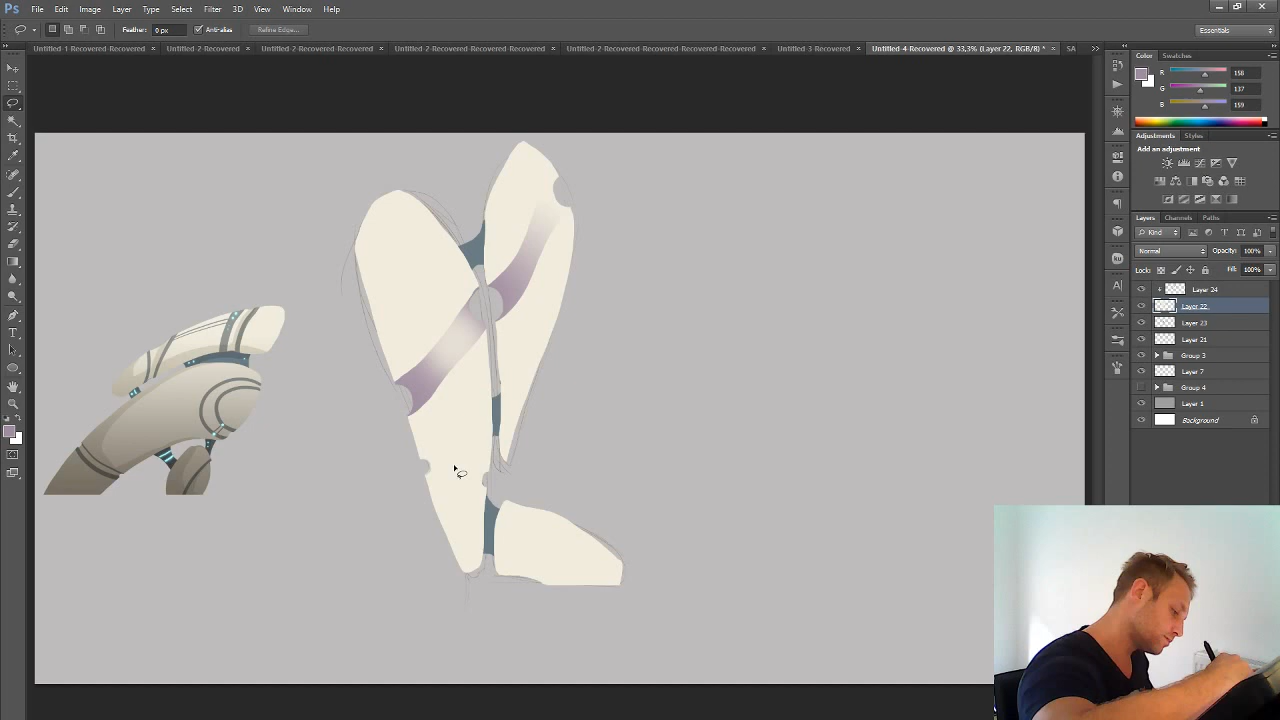 Ps File Edit Image Layer Type Select Filter 3D View Window Help
Feather: 0 px Anti-alias Refine Edge... Essentials
Untitled-1-Recovered-Recovered × Untitled-2-Recovered × Untitled-2-Recovered-Recovered × Untitled-2-Recovered-Recovered-Recovered × Untitled-2-Recovered-Recovered-Recovered-Recovered × Untitled-3-Recovered × Untitled-4-Recovered @ 33,3% (Layer 22, RGB/8) * × SA
Color Swatches
R 158
G 137
B 159
Adjustments Styles
Add an adjustment
Layers Channels Paths
Kind
Normal Opacity: 100%
Lock: Fill: 100%
Layer 24
Layer 22
Layer 23
Layer 21
Group 3
Layer 7
Group 4
Layer 1
Background
ku